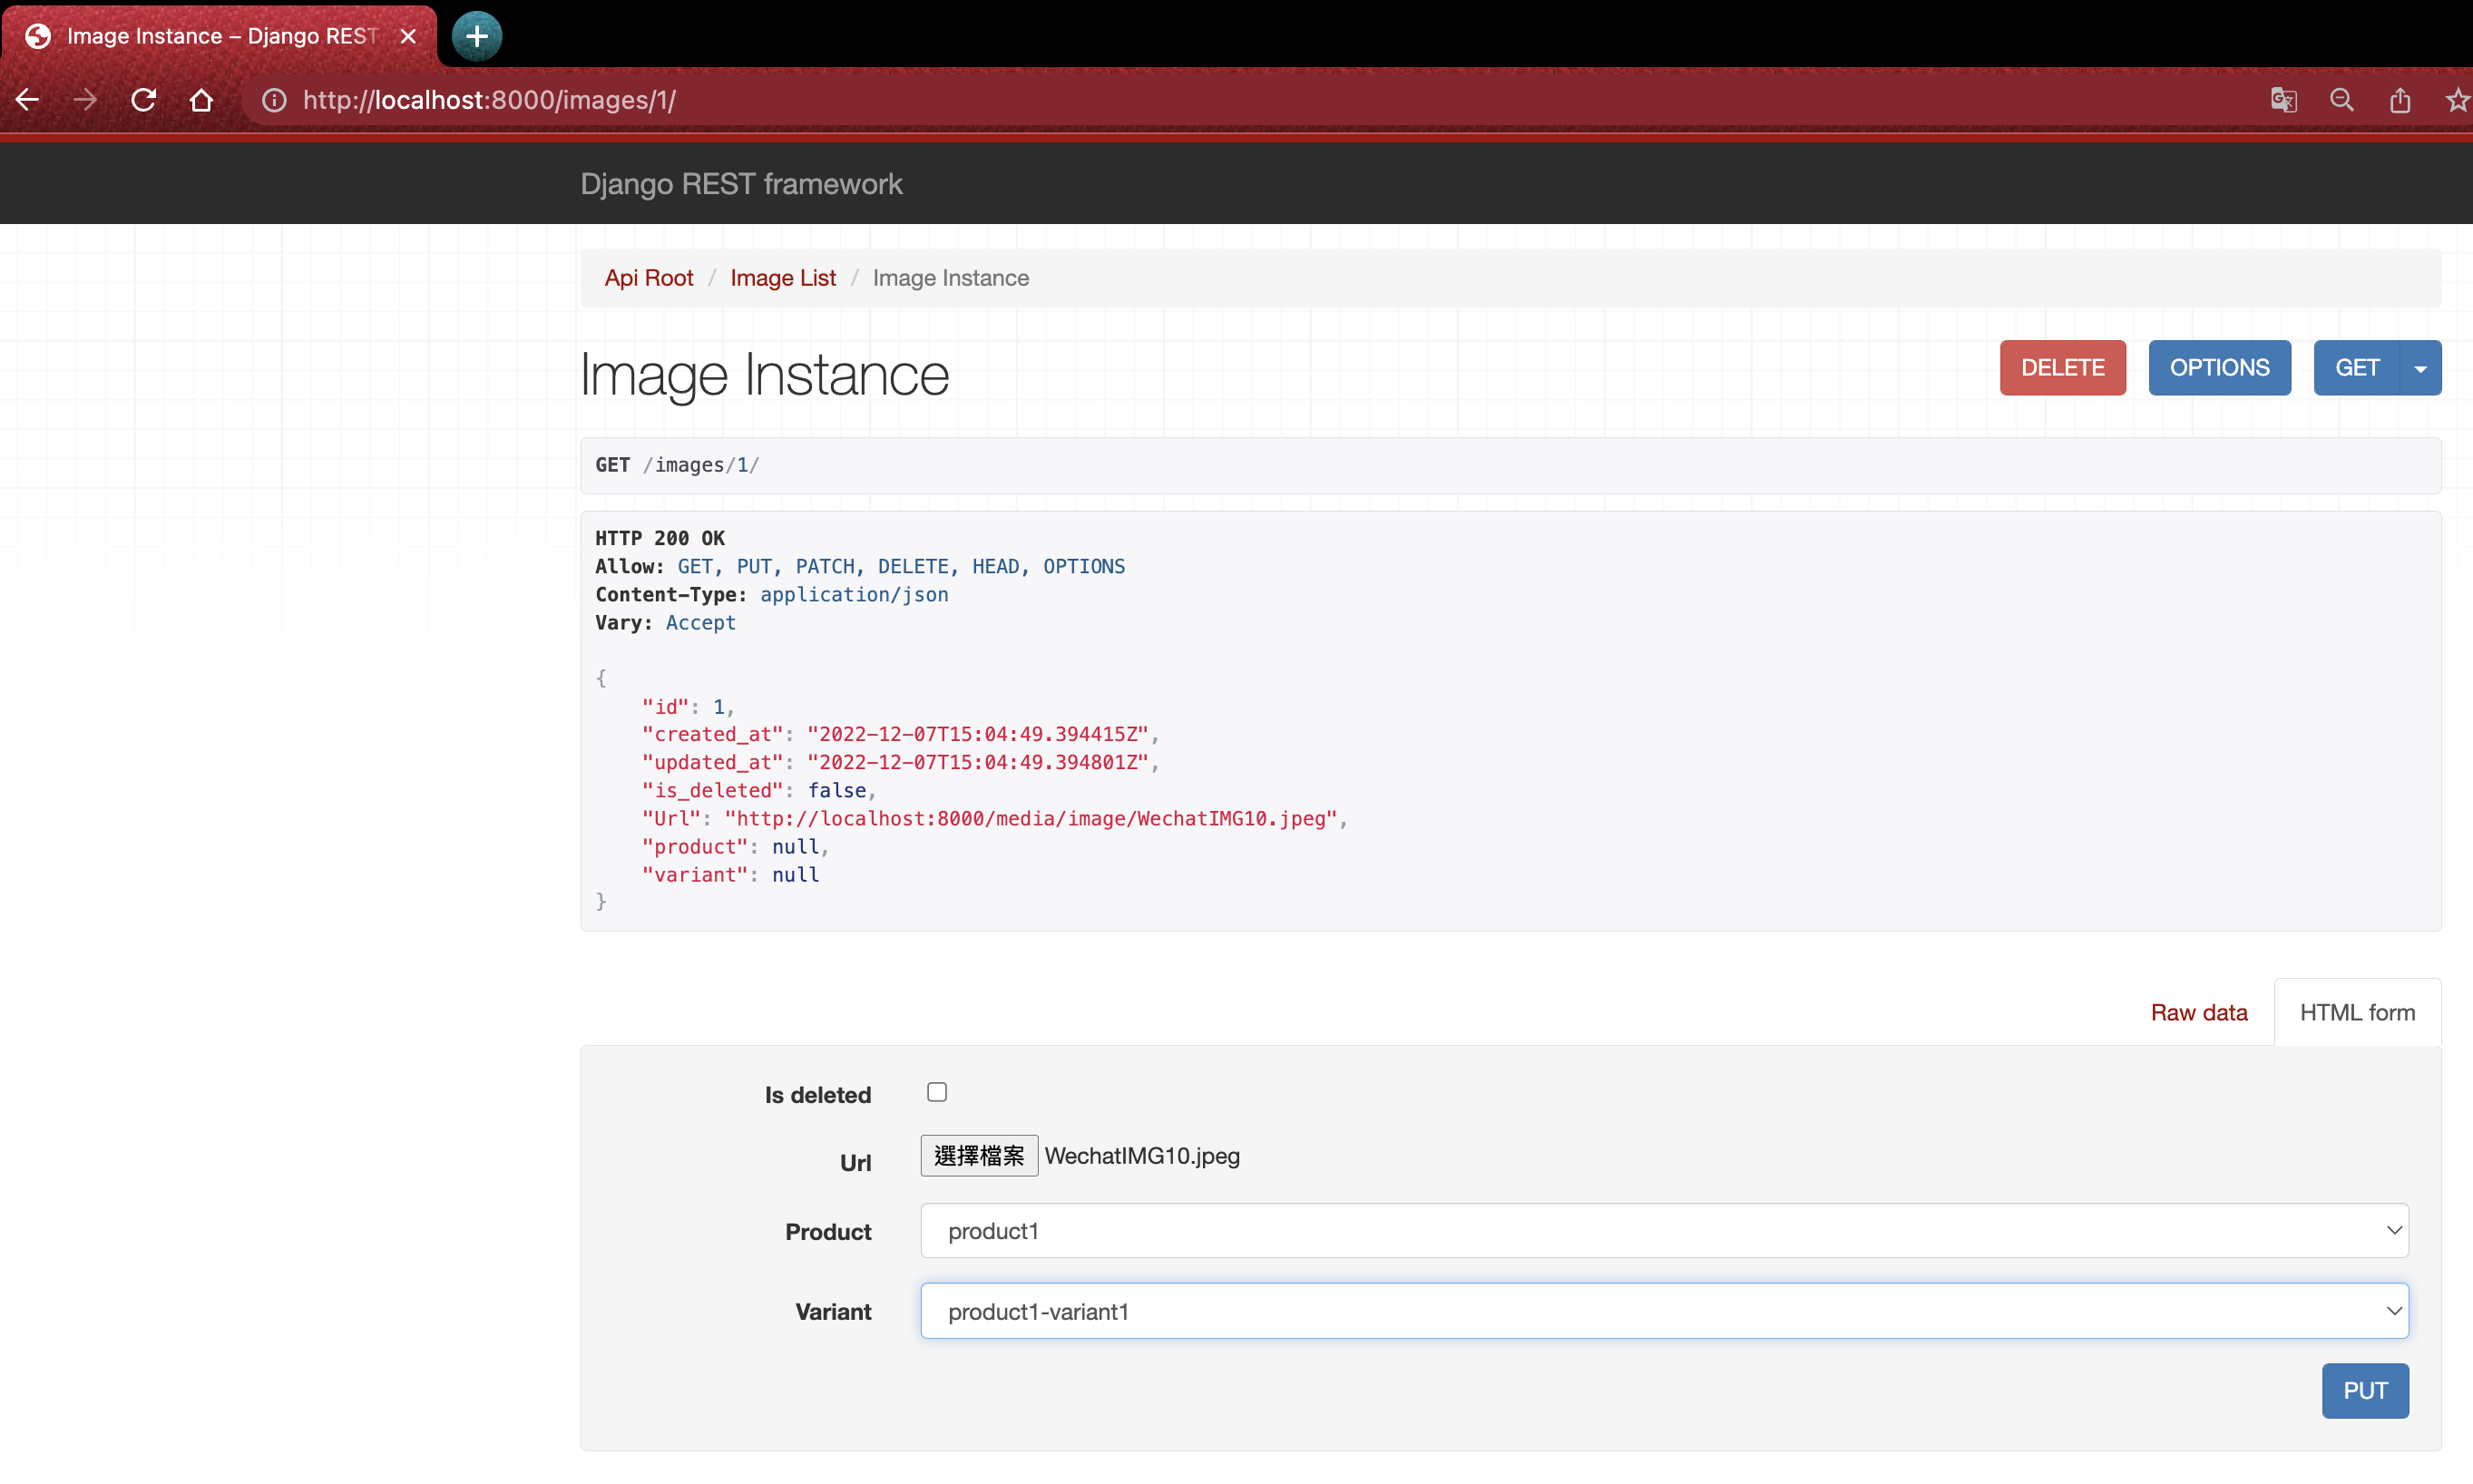 Image Instance – Django REST
http://localhost:8000/images/1/
Django REST framework
Api Root / Image List / Image Instance
Image Instance
DELETE OPTIONS GET
GET /images/1/
HTTP 200 OK
Allow: GET, PUT, PATCH, DELETE, HEAD, OPTIONS
Content-Type: application/json
Vary: Accept
{
"id": 1,
"created_at": "2022-12-07T15:04:49.394415Z",
"updated_at": "2022-12-07T15:04:49.394801Z",
"is_deleted": false,
"Url": "http://localhost:8000/media/image/WechatIMG10.jpeg",
"product": null,
"variant": null
}
Raw data HTML form
Is deleted
Url 選擇檔案 WechatIMG10.jpeg
Product product1
Variant product1-variant1
PUT